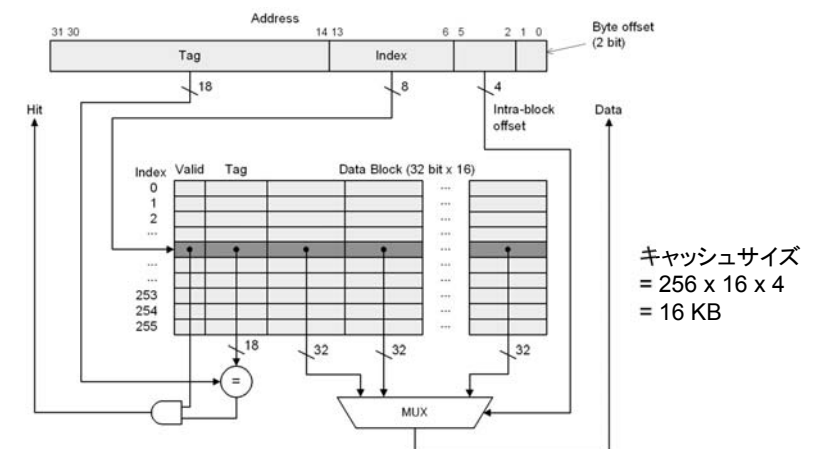 Address
31 30 14 13 6 5 2 1 0
Byte offset
(2 bit)
Tag Index
18 8 4
Hit
Intra-block
offset
Data
Index Valid Tag Data Block (32 bit x 16)
0 ...
1 ...
2 ...
... ...
...
... ...
... ...
253 ...
254 ...
255 ...
キャッシュサイズ
= 256 x 16 x 4
= 16 KB
18 32 32 32
=
MUX